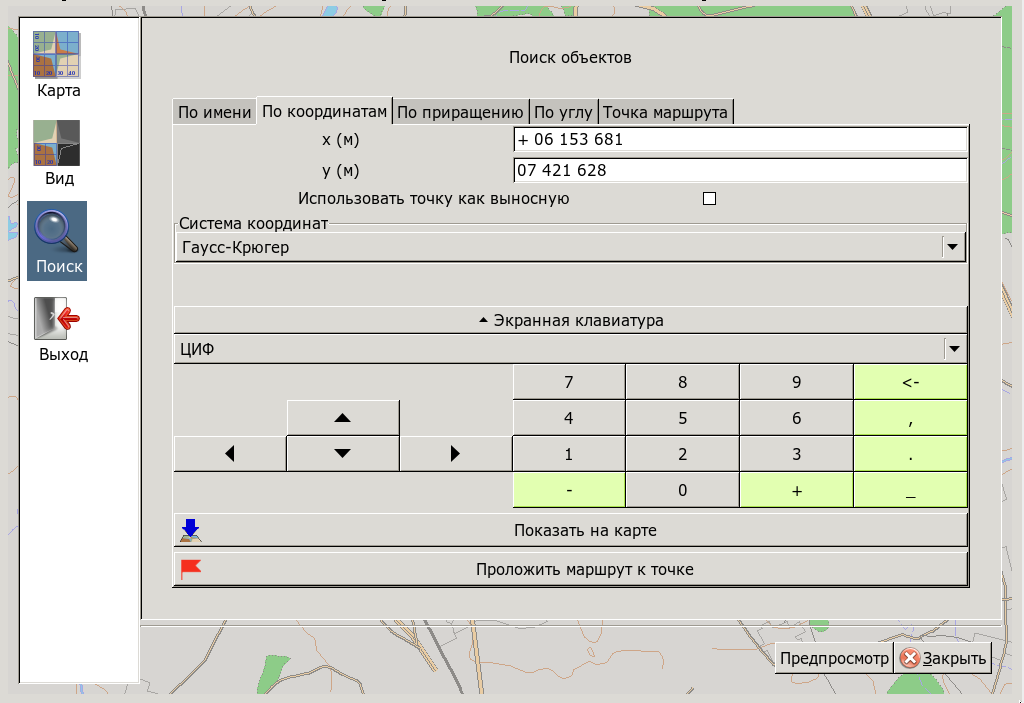 Карта
Вид
Поиск
Выход
Поиск объектов
По имени По координатам По приращению По углу Точка маршрута
x (м) + 06 153 681
y (м) 07 421 628
Использовать точку как выносную
Система координат
Гаусс-Крюгер
Экранная клавиатура
ЦИФ
7 8 9 <-
4 5 6 ,
1 2 3 .
- 0 + _
Показать на карте
Проложить маршрут к точке
Предпросмотр Закрыть